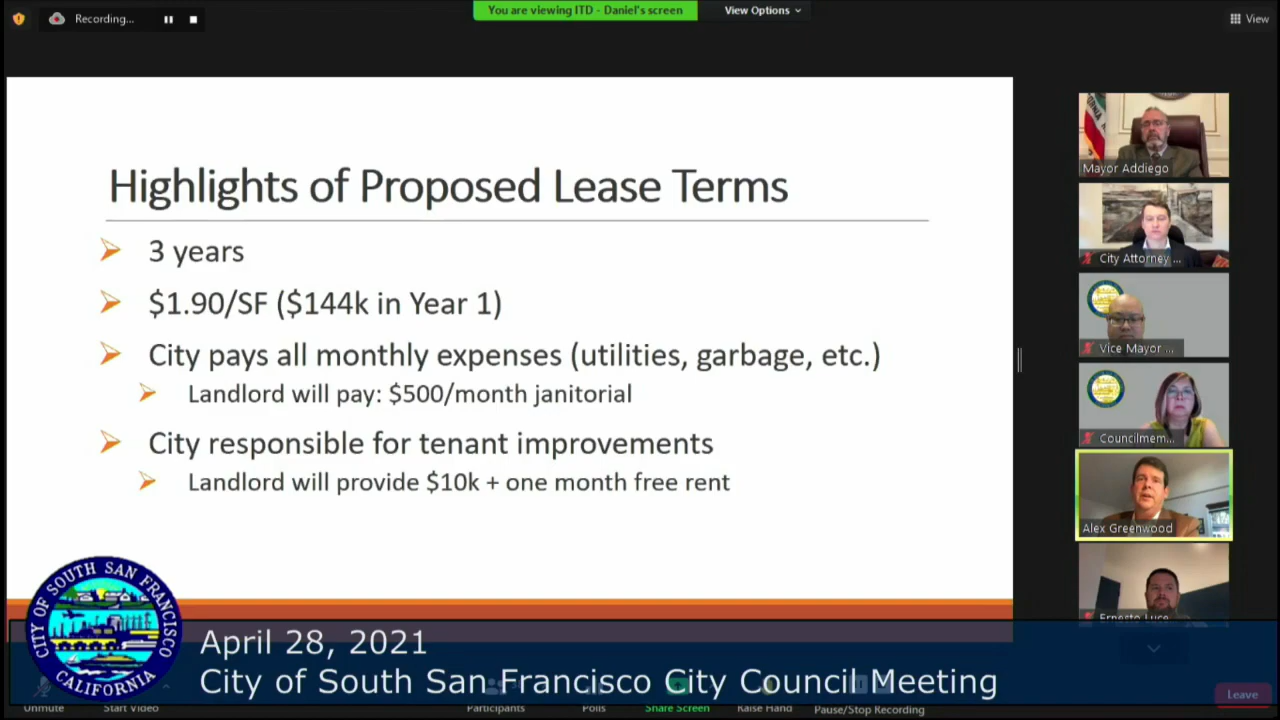 Recording...
You are viewing ITD - Daniel's screen
View Options
View
Highlights of Proposed Lease Terms
3 years
$1.90/SF ($144k in Year 1)
City pays all monthly expenses (utilities, garbage, etc.)
Landlord will pay: $500/month janitorial
City responsible for tenant improvements
Landlord will provide $10k + one month free rent
Mayor Addiego
City Attorney ...
Vice Mayor ...
Councilmem...
Alex Greenwood
Ernesto Luce
CITY OF SOUTH SAN FRANCISCO
CALIFORNIA
April 28, 2021
City of South San Francisco City Council Meeting
Unmute
Start Video
Participants
Polls
Share Screen
Raise Hand
Pause/Stop Recording
Leave